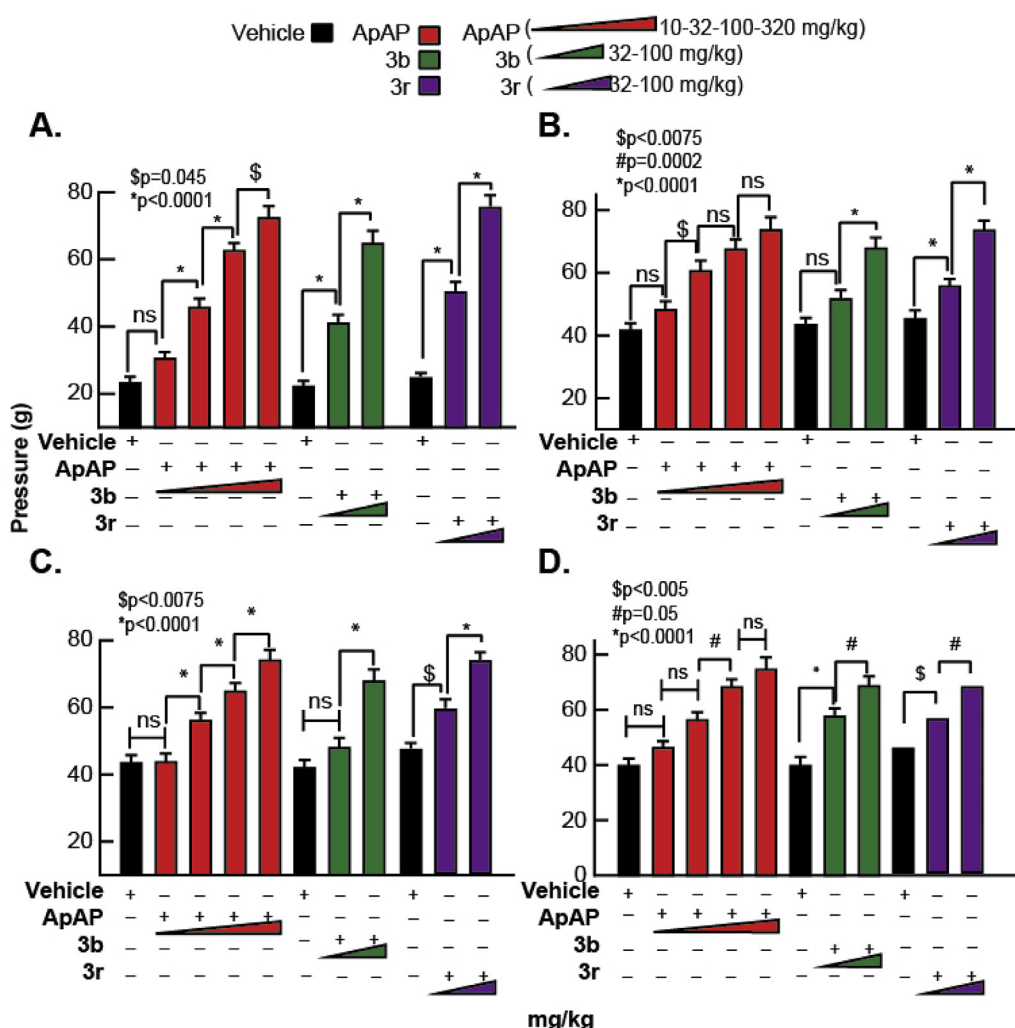 Vehicle ApAP ApAP ( 10-32-100-320 mg/kg)
3b 3b ( 32-100 mg/kg)
3r 3r ( 32-100 mg/kg)
A.
$p=0.045
*p<0.0001
ns * * * $ * * * *
80
60
40
20
Pressure (g)
Vehicle + – – – – + – – + – –
ApAP – + + + + – – – – – –
3b – – – – – – + + – – –
3r – – – – – – – – – + +
B.
$p<0.0075
#p=0.0002
*p<0.0001
ns $ ns ns ns * * *
80
60
40
20
Vehicle + – – – – + – – + – –
ApAP – + + + + – – – – – –
3b – – – – – – + + – – –
3r – – – – – – – – – + +
C.
$p<0.0075
*p<0.0001
ns * * * ns * $ *
80
60
40
20
Vehicle + – – – – + – – + – –
ApAP – + + + + – – – – – –
3b – – – – – – + + – – –
3r – – – – – – – – – + +
D.
$p<0.005
#p=0.05
*p<0.0001
ns ns # ns * # $ #
80
60
40
20
0
Vehicle + – – – – + – – + – –
ApAP – + + + + – – – – – –
3b – – – – – – + + – – –
3r – – – – – – – – – + +
mg/kg